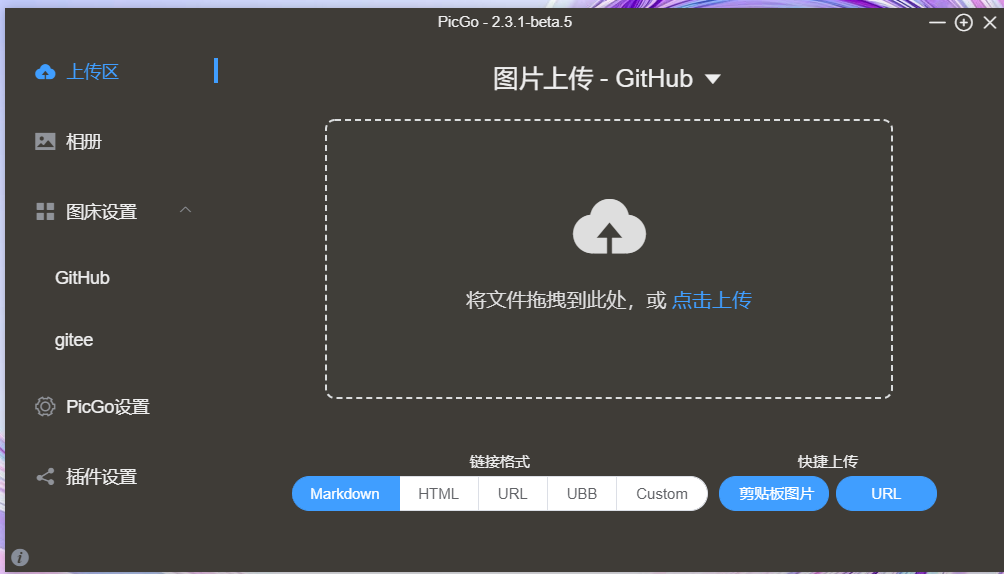 PicGo - 2.3.1-beta.5
上传区
图片上传 - GitHub
相册
图床设置
GitHub
将文件拖拽到此处，或 点击上传
gitee
PicGo设置
链接格式
快捷上传
插件设置
Markdown HTML URL UBB Custom 剪贴板图片 URL
i